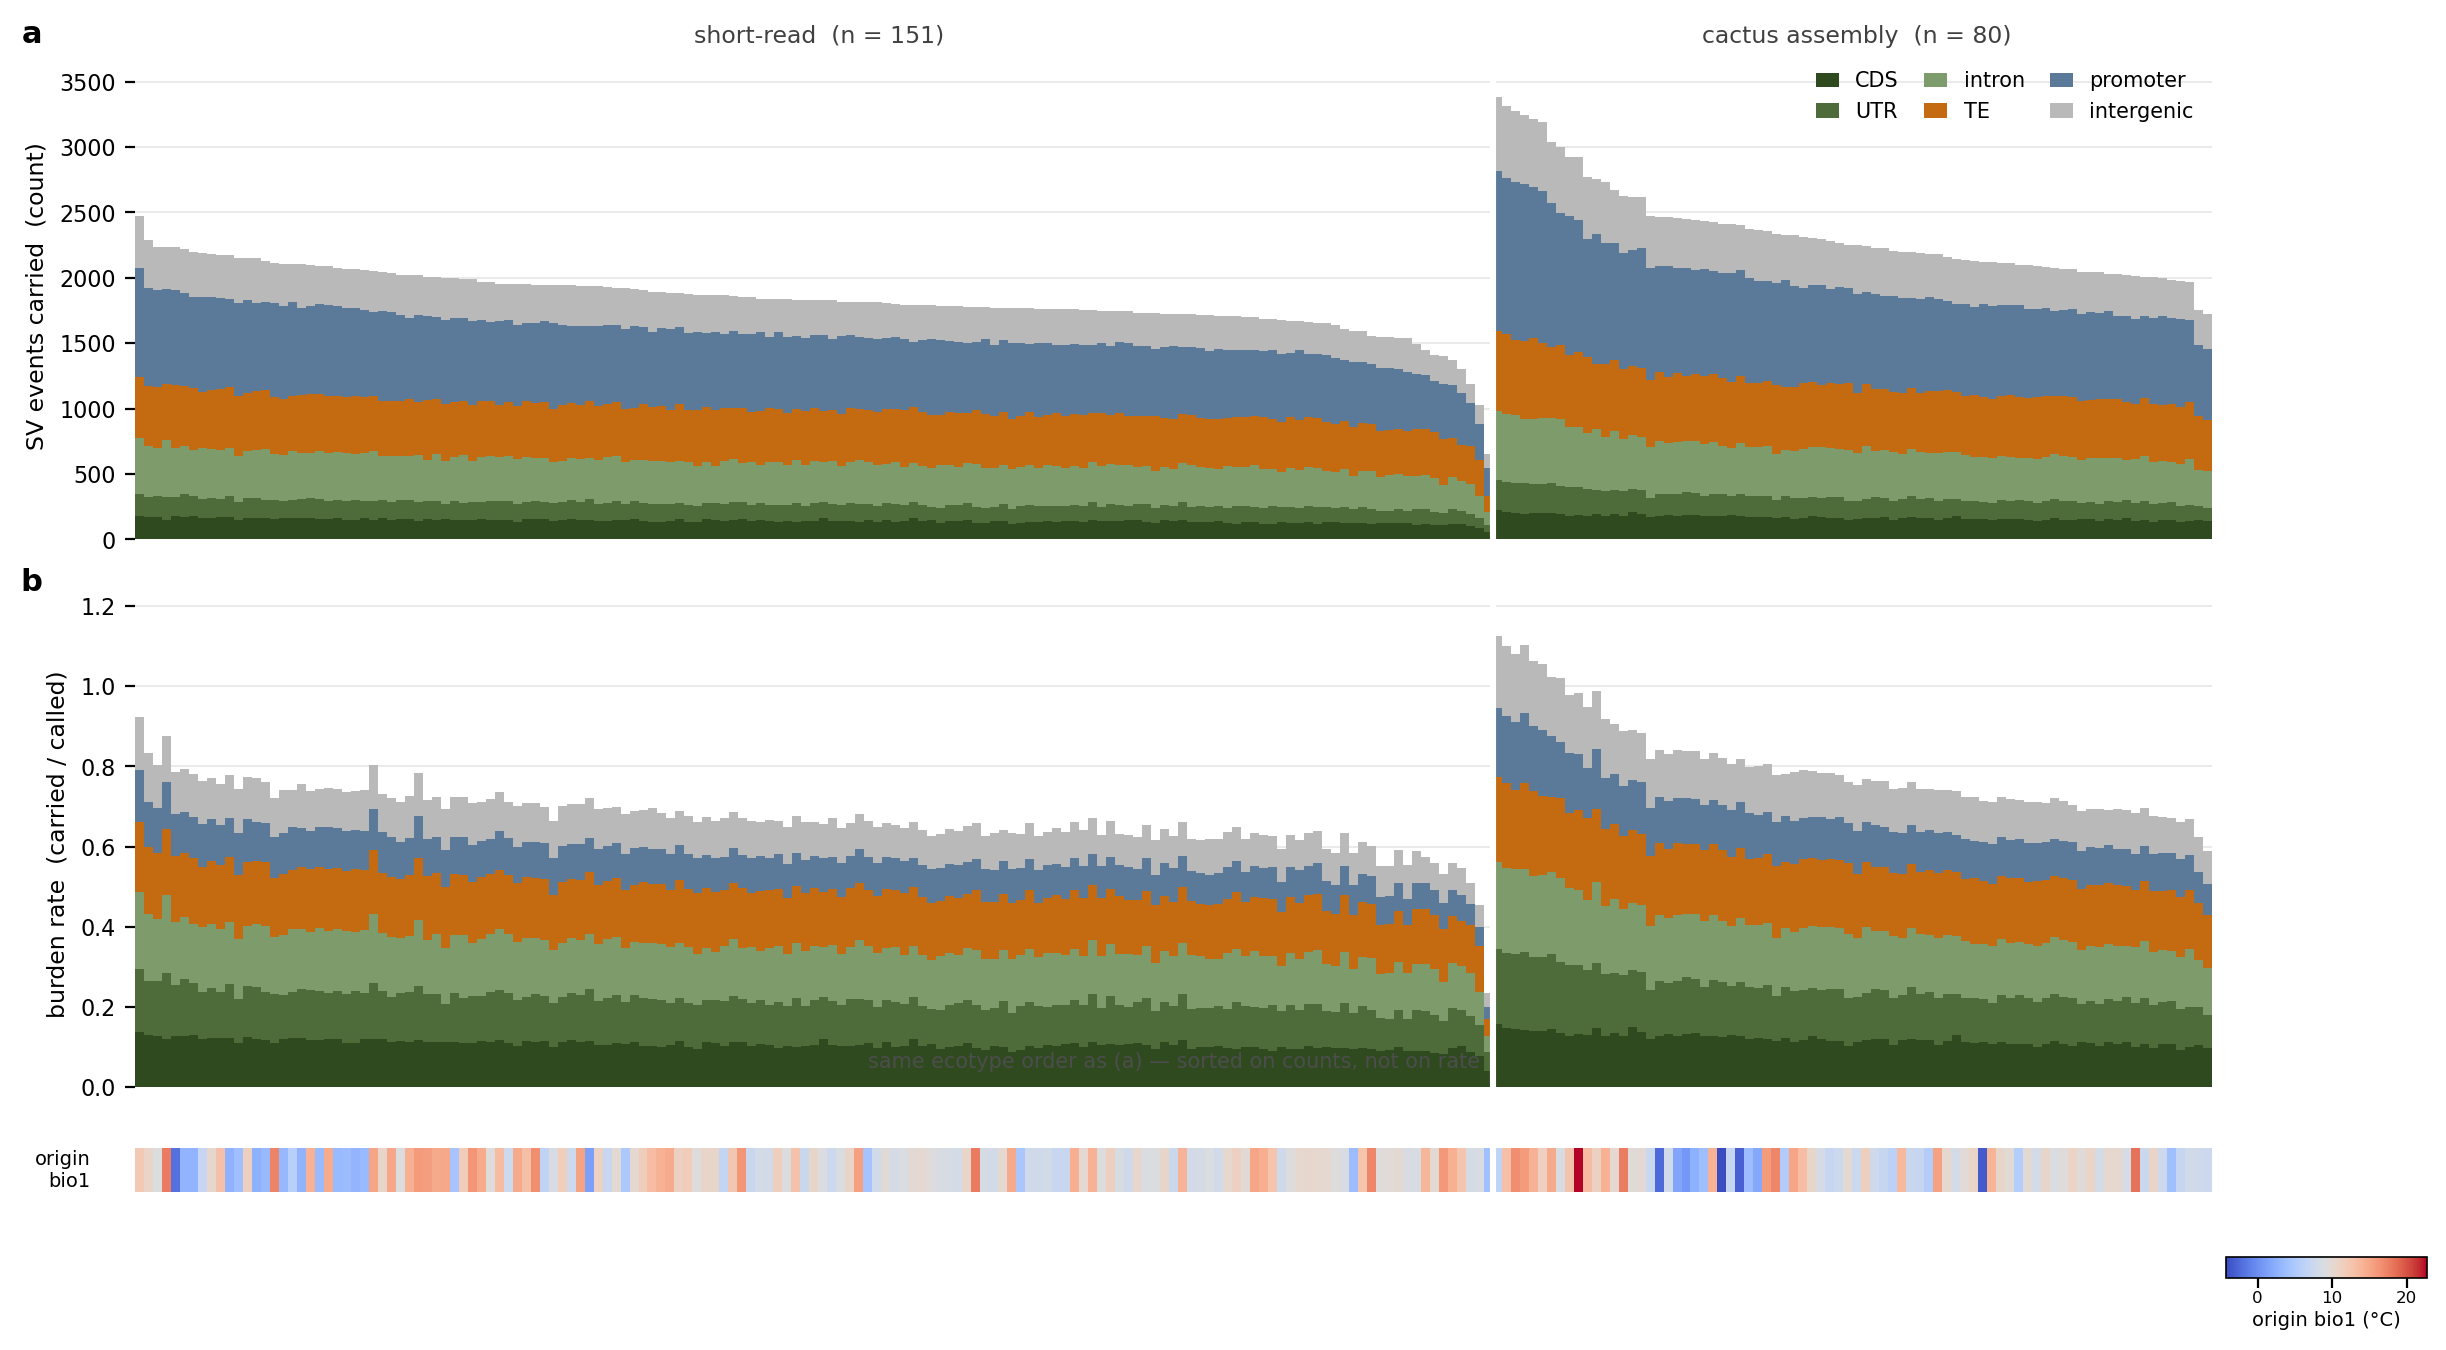 a
short-read (n = 151)
cactus assembly (n = 80)
CDS
intron
promoter
UTR
TE
intergenic
SV events carried (count)
3500
3000
2500
2000
1500
1000
500
0
b
burden rate (carried / called)
1.2
1.0
0.8
0.6
0.4
0.2
0.0
same ecotype order as (a) — sorted on counts, not on rate
origin
bio1
0 10 20
origin bio1 (°C)